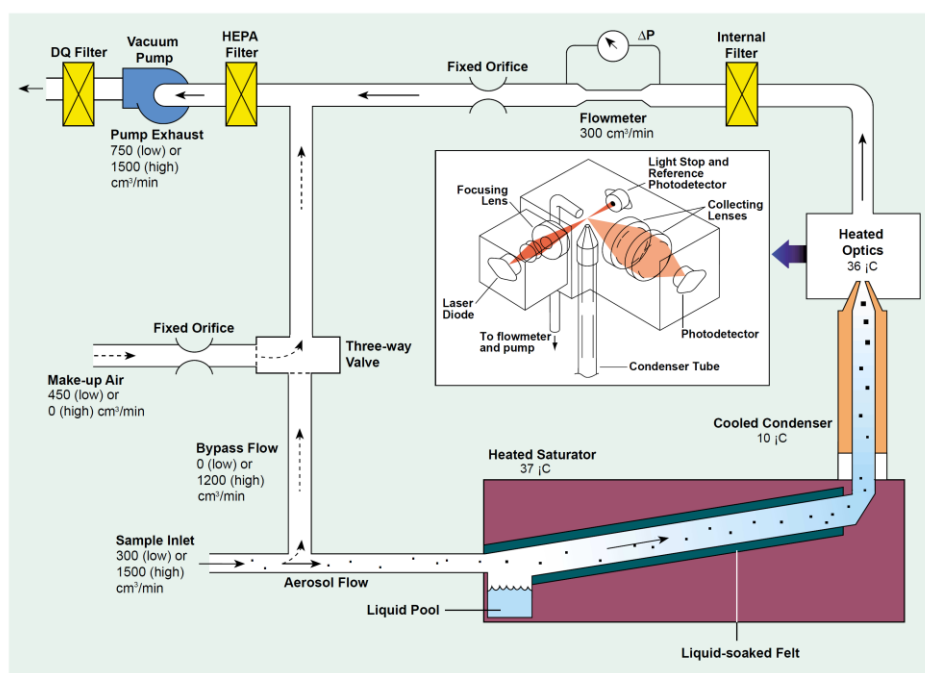 DQ Filter
Vacuum
Pump
HEPA
Filter
Fixed Orifice
ΔP
Internal
Filter
Flowmeter
300 cm³/min
Pump Exhaust
750 (low) or
1500 (high)
cm³/min
Light Stop and
Reference
Photodetector
Focusing
Lens
Collecting
Lenses
Laser
Diode
To flowmeter
and pump
Photodetector
Condenser Tube
Heated
Optics
36 ¡C
Fixed Orifice
Three-way
Valve
Make-up Air
450 (low) or
0 (high) cm³/min
Cooled Condenser
10 ¡C
Bypass Flow
0 (low) or
1200 (high)
cm³/min
Heated Saturator
37 ¡C
Sample Inlet
300 (low) or
1500 (high)
cm³/min
Aerosol Flow
Liquid Pool
Liquid-soaked Felt